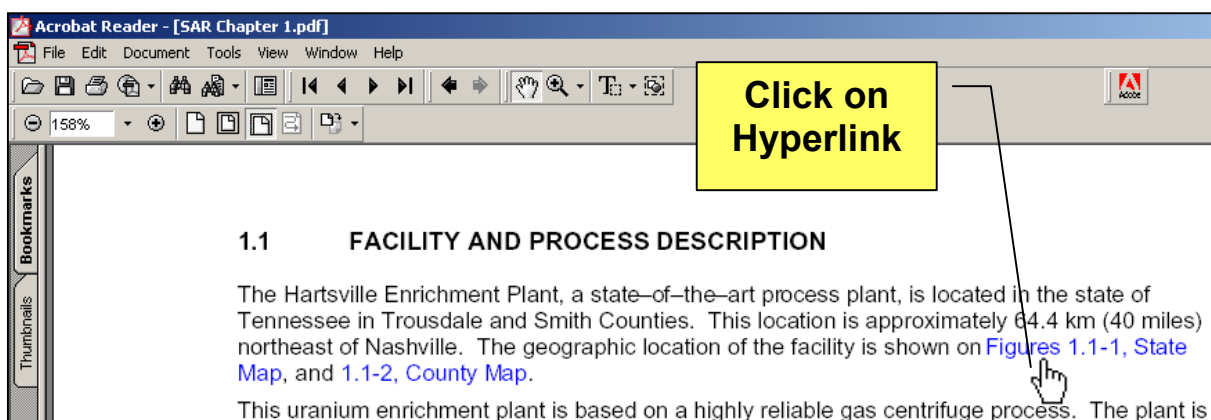 Acrobat Reader - [SAR Chapter 1.pdf]
File Edit Document Tools View Window Help
Adobe
158%
Click on
Hyperlink
Bookmarks
Thumbnails
1.1 FACILITY AND PROCESS DESCRIPTION
The Hartsville Enrichment Plant, a state–of–the–art process plant, is located in the state of
Tennessee in Trousdale and Smith Counties. This location is approximately 64.4 km (40 miles)
northeast of Nashville. The geographic location of the facility is shown on Figures 1.1-1, State
Map, and 1.1-2, County Map.
This uranium enrichment plant is based on a highly reliable gas centrifuge process. The plant is